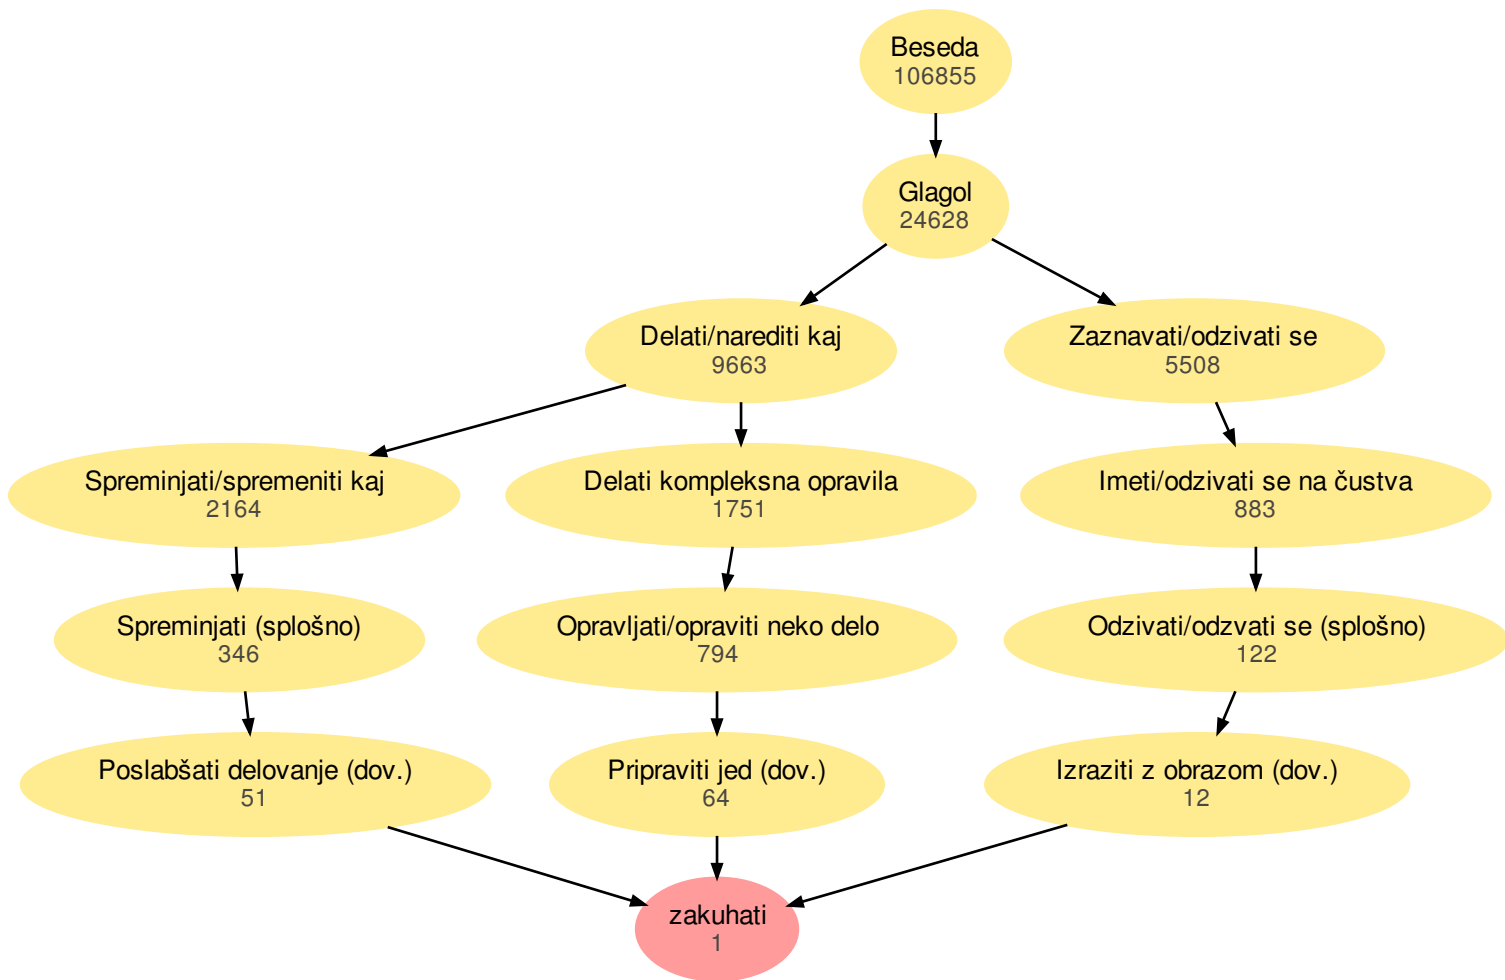 Beseda
106855
Glagol
24628
Delati/narediti kaj
9663
Zaznavati/odzivati se
5508
Spreminjati/spremeniti kaj
2164
Delati kompleksna opravila
1751
Imeti/odzivati se na čustva
883
Spreminjati (splošno)
346
Opravljati/opraviti neko delo
794
Odzivati/odzvati se (splošno)
122
Poslabšati delovanje (dov.)
51
Pripraviti jed (dov.)
64
Izraziti z obrazom (dov.)
12
zakuhati
1